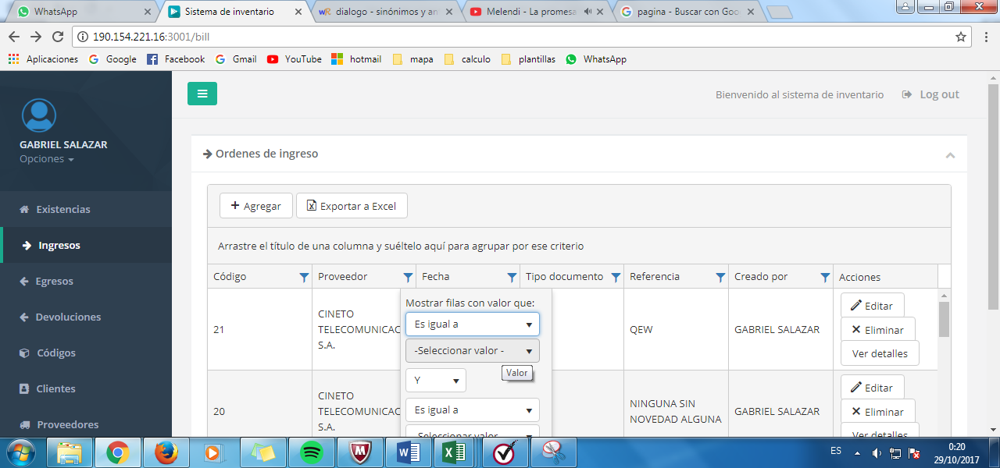 WhatsApp
Sistema de inventario
dialogo - sinónimos y an
Melendi - La promesa
pagina - Buscar con Goo
190.154.221.16:3001/bill
Aplicaciones
Google
Facebook
Gmail
YouTube
hotmail
mapa
calculo
plantillas
WhatsApp
Bienvenido al sistema de inventario
Log out
GABRIEL SALAZAR
Opciones
Existencias
Ingresos
Egresos
Devoluciones
Códigos
Clientes
Proveedores
Ordenes de ingreso
Agregar
Exportar a Excel
Arrastre el título de una columna y suéltelo aquí para agrupar por ese criterio
Código
Proveedor
Fecha
Tipo documento
Referencia
Creado por
Acciones
21
CINETO
TELECOMUNICAC
S.A.
QEW
GABRIEL SALAZAR
Editar
Eliminar
Ver detalles
Mostrar filas con valor que:
Es igual a
-Seleccionar valor -
Valor
Y
Es igual a
-Seleccionar valor -
20
CINETO
TELECOMUNICAC
S.A.
NINGUNA SIN
NOVEDAD ALGUNA
GABRIEL SALAZAR
Editar
Eliminar
Ver detalles
ES
0:20
29/10/2017